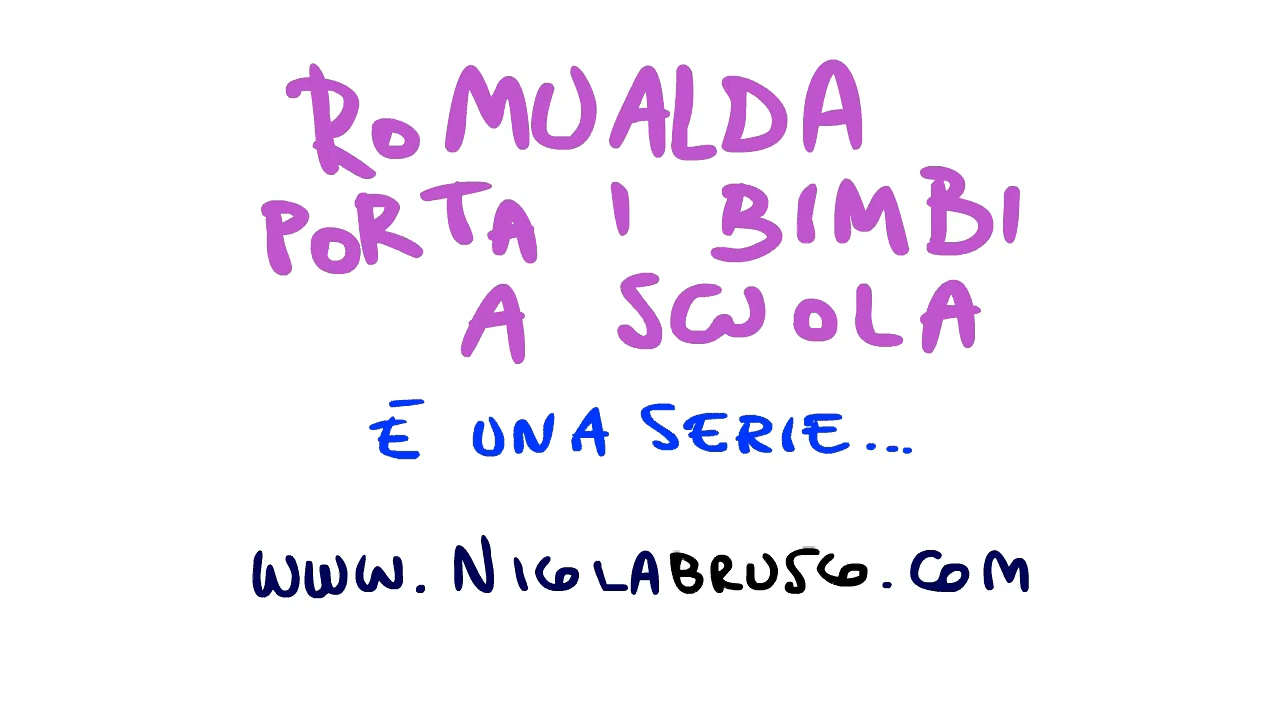 ROMUALDA
PORTA I BIMBI
A SCUOLA
Ē UNA SERIE...
WWW.NICOLABRUSCO.COM